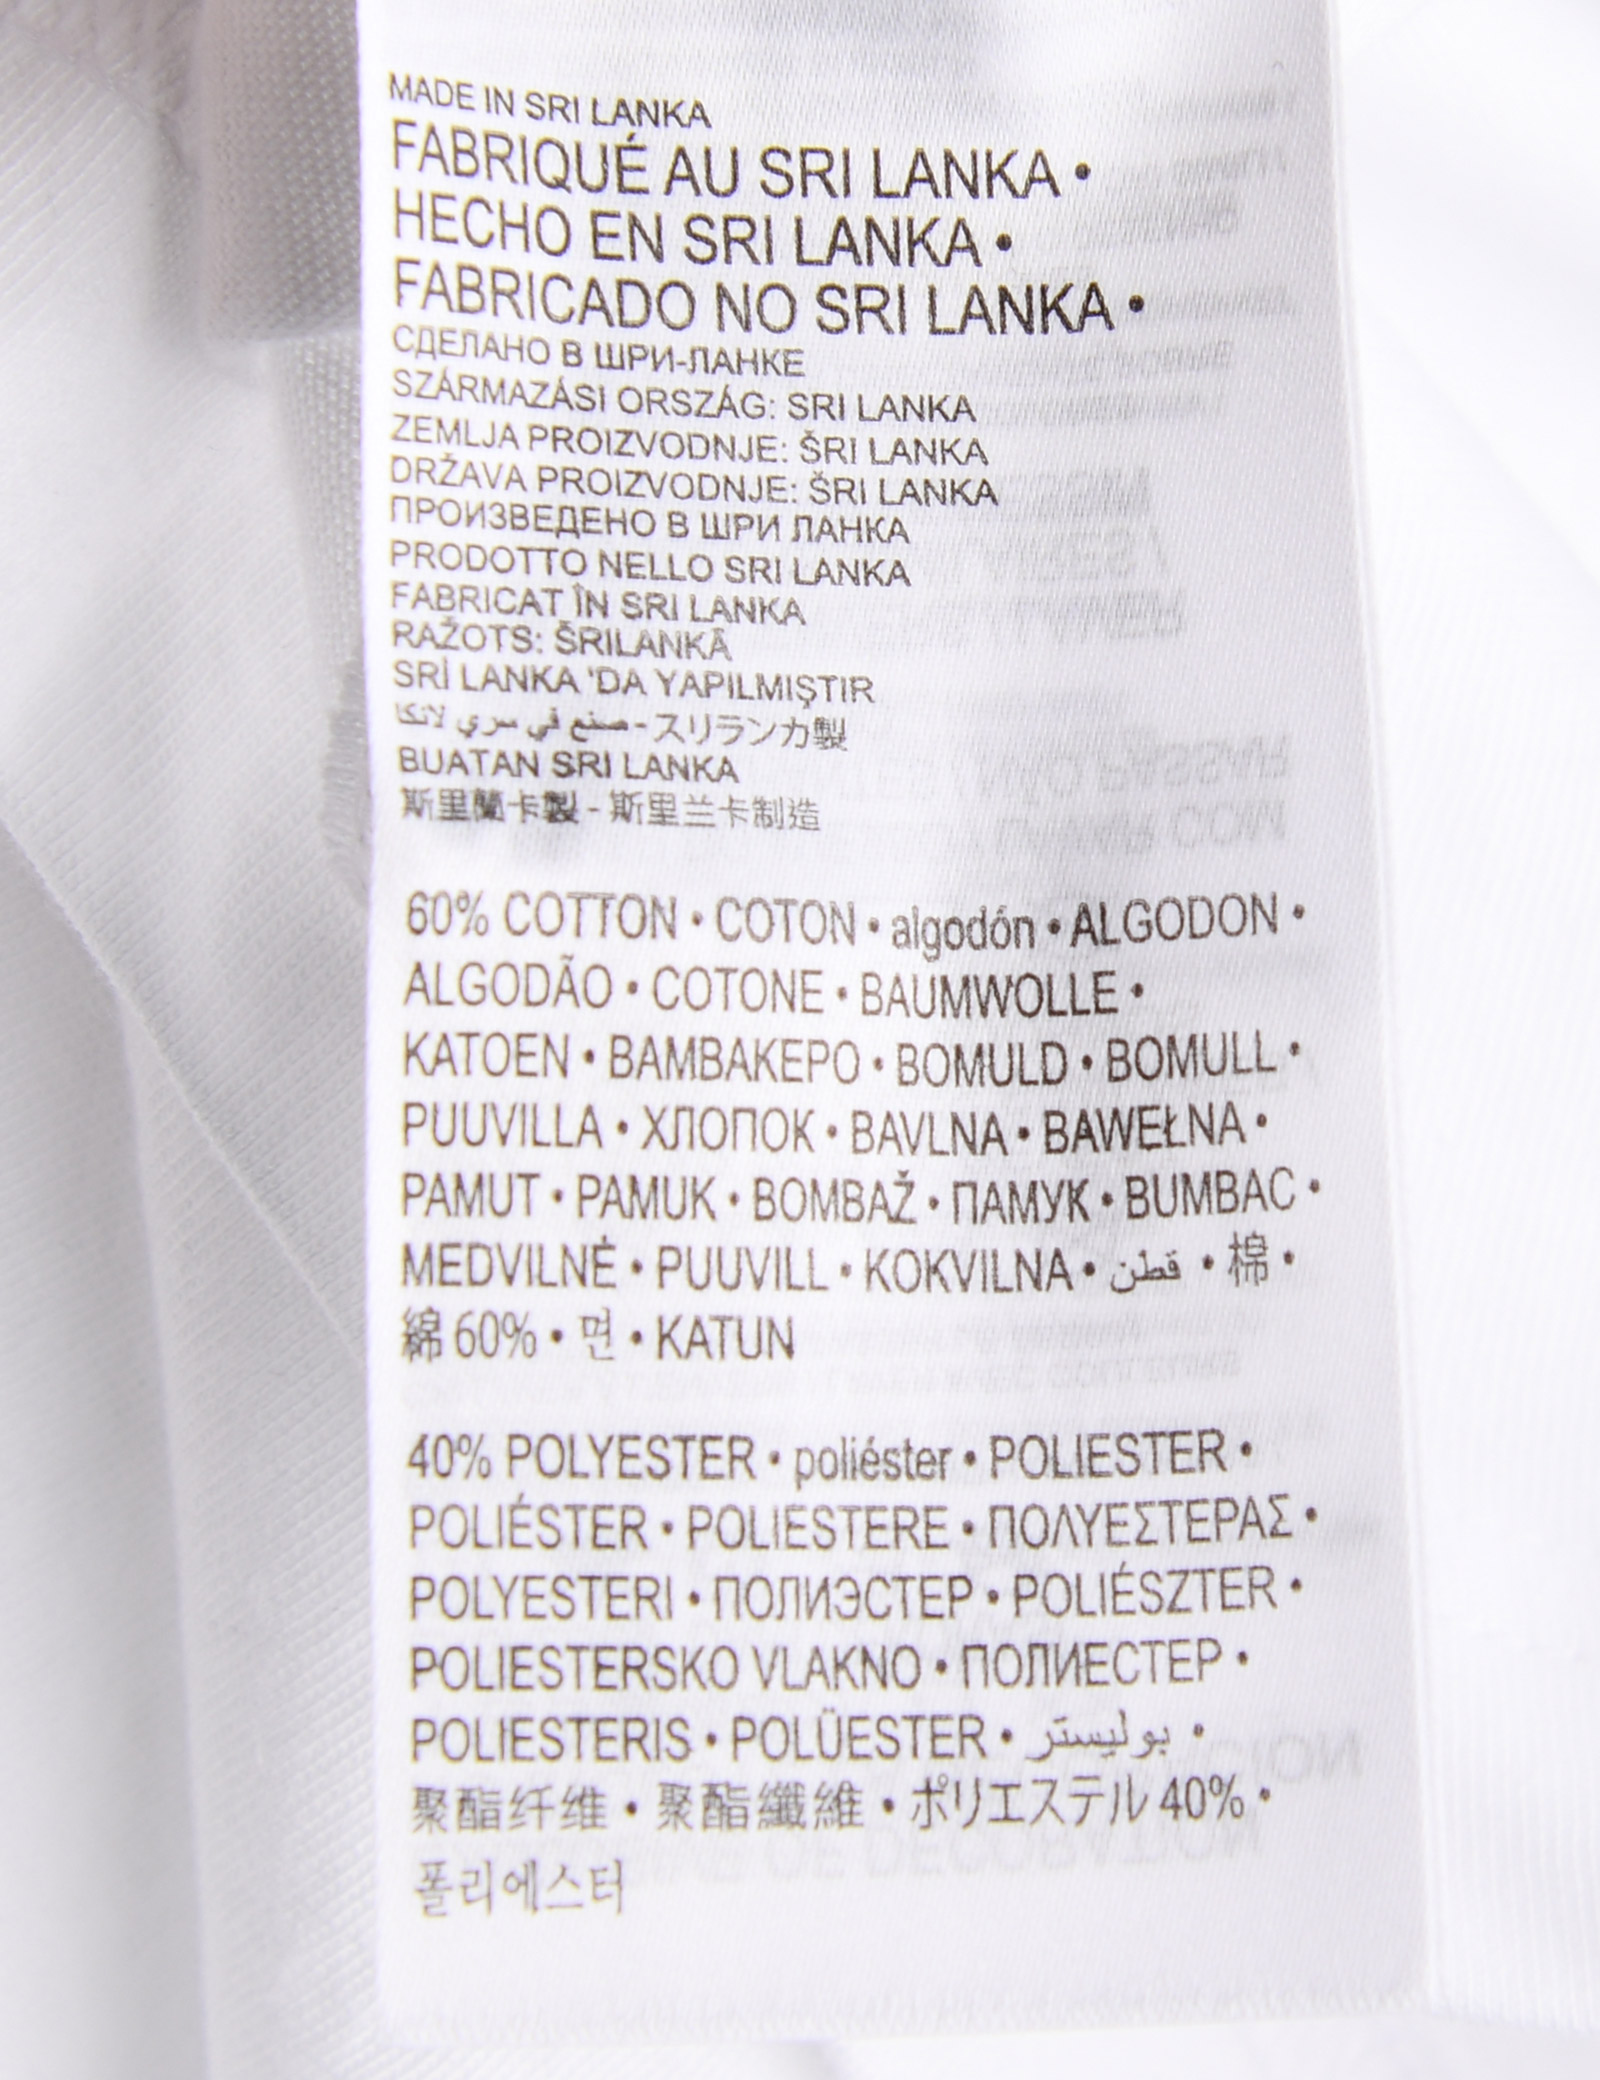 MADE IN SRI LANKA
FABRIQUÉ AU SRI LANKA •
HECHO EN SRI LANKA •
FABRICADO NO SRI LANKA •
СДЕЛАНО В ШРИ-ЛАНКЕ
SZÁRMAZÁSI ORSZÁG: SRI LANKA
ZEMLJA PROIZVODNJE: ŠRI LANKA
DRŽAVA PROIZVODNJE: ŠRI LANKA
ПРОИЗВЕДЕНО В ШРИ ЛАНКА
PRODOTTO NELLO SRI LANKA
FABRICAT ÎN SRI LANKA
RAŽOTS: ŠRILANKĀ
SRİ LANKA 'DA YAPILMIŞTIR
صنع في سري لانكا - スリランカ製
BUATAN SRI LANKA
斯里蘭卡製 - 斯里兰卡制造
60% COTTON • COTON • algodón • ALGODON •
ALGODÃO • COTONE • BAUMWOLLE •
KATOEN • ΒΑΜΒΑΚΕΡΟ • BOMULD • BOMULL •
PUUVILLA • ХЛОПОК • BAVLNA • BAWEŁNA •
PAMUT • PAMUK • BOMBAŽ • ПАМУК • BUMBAC •
MEDVILNĖ • PUUVILL • KOKVILNA • قطن • 棉 •
綿 60% • 면 • KATUN
40% POLYESTER • poliéster • POLIESTER •
POLIÉSTER • POLIESTERE • ΠΟΛΥΕΣΤΕΡΑΣ •
POLYESTERI • ПОЛИЭСТЕР • POLIÉSZTER •
POLIESTERSKO VLAKNO • ПОЛИЕСТЕР •
POLIESTERIS • POLÜESTER • بوليستر •
聚酯纤维 • 聚酯纖維 • ポリエステル 40% •
폴리에스터